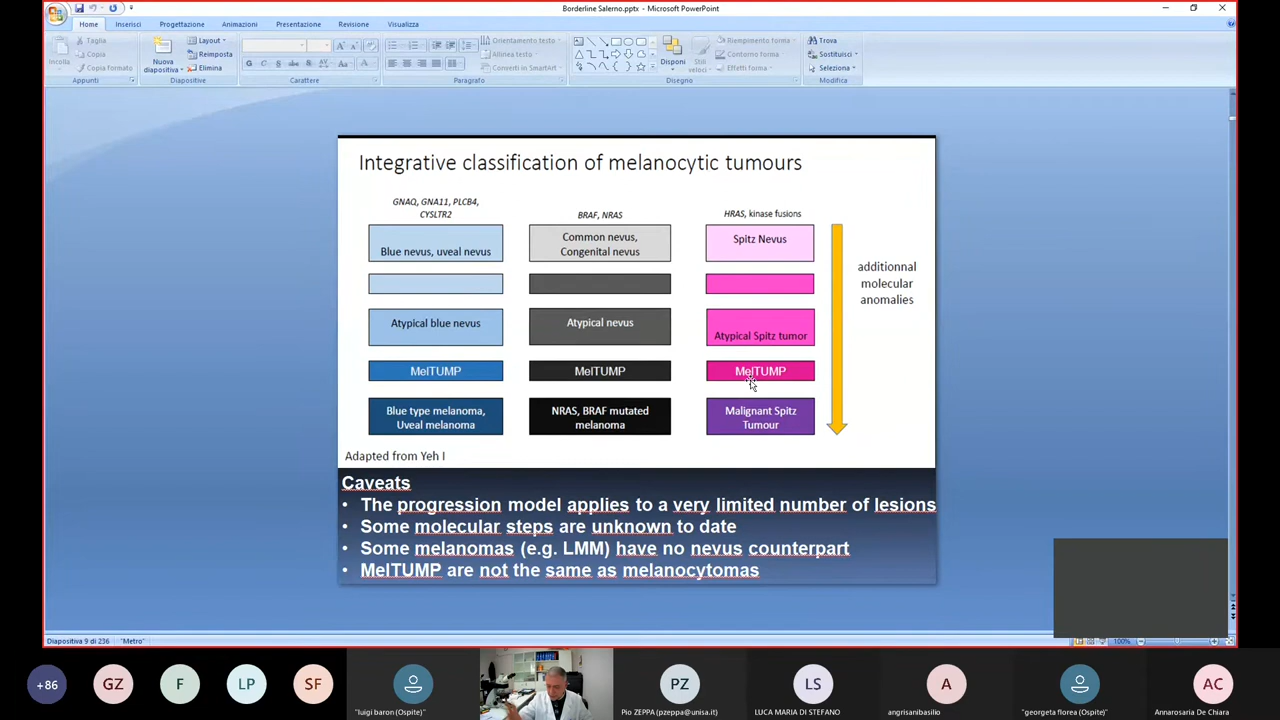 Borderline Salerno.pptx - Microsoft PowerPoint
Home Inserisci Progettazione Animazioni Presentazione Revisione Visualizza
Incolla
Taglia
Copia
Copia formato
Appunti
Nuova diapositiva
Layout
Reimposta
Elimina
Diapositive
Carattere
Orientamento testo
Allinea testo
Converti in SmartArt
Paragrafo
Disponi
Stili veloci
Riempimento forma
Contorno forma
Effetti forma
Disegno
Trova
Sostituisci
Seleziona
Modifica
Integrative classification of melanocytic tumours
GNAQ, GNA11, PLCB4,
CYSLTR2
BRAF, NRAS
HRAS, kinase fusions
Blue nevus, uveal nevus
Common nevus,
Congenital nevus
Spitz Nevus
additionnal
molecular
anomalies
Atypical blue nevus
Atypical nevus
Atypical Spitz tumor
MelTUMP
MelTUMP
MelTUMP
Blue type melanoma,
Uveal melanoma
NRAS, BRAF mutated
melanoma
Malignant Spitz
Tumour
Adapted from Yeh I
Caveats
• The progression model applies to a very limited number of lesions
• Some molecular steps are unknown to date
• Some melanomas (e.g. LMM) have no nevus counterpart
• MelTUMP are not the same as melanocytomas
Diapositiva 9 di 236 "Metro" 100%
+86 GZ F LP SF PZ LS A AC
"luigi baron (Ospite)"
Pio ZEPPA (pzeppa@unisa.it)
LUCA MARIA DI STEFANO
angrisanibasilio
"georgeta florea (Ospite)"
Annarosaria De Chiara